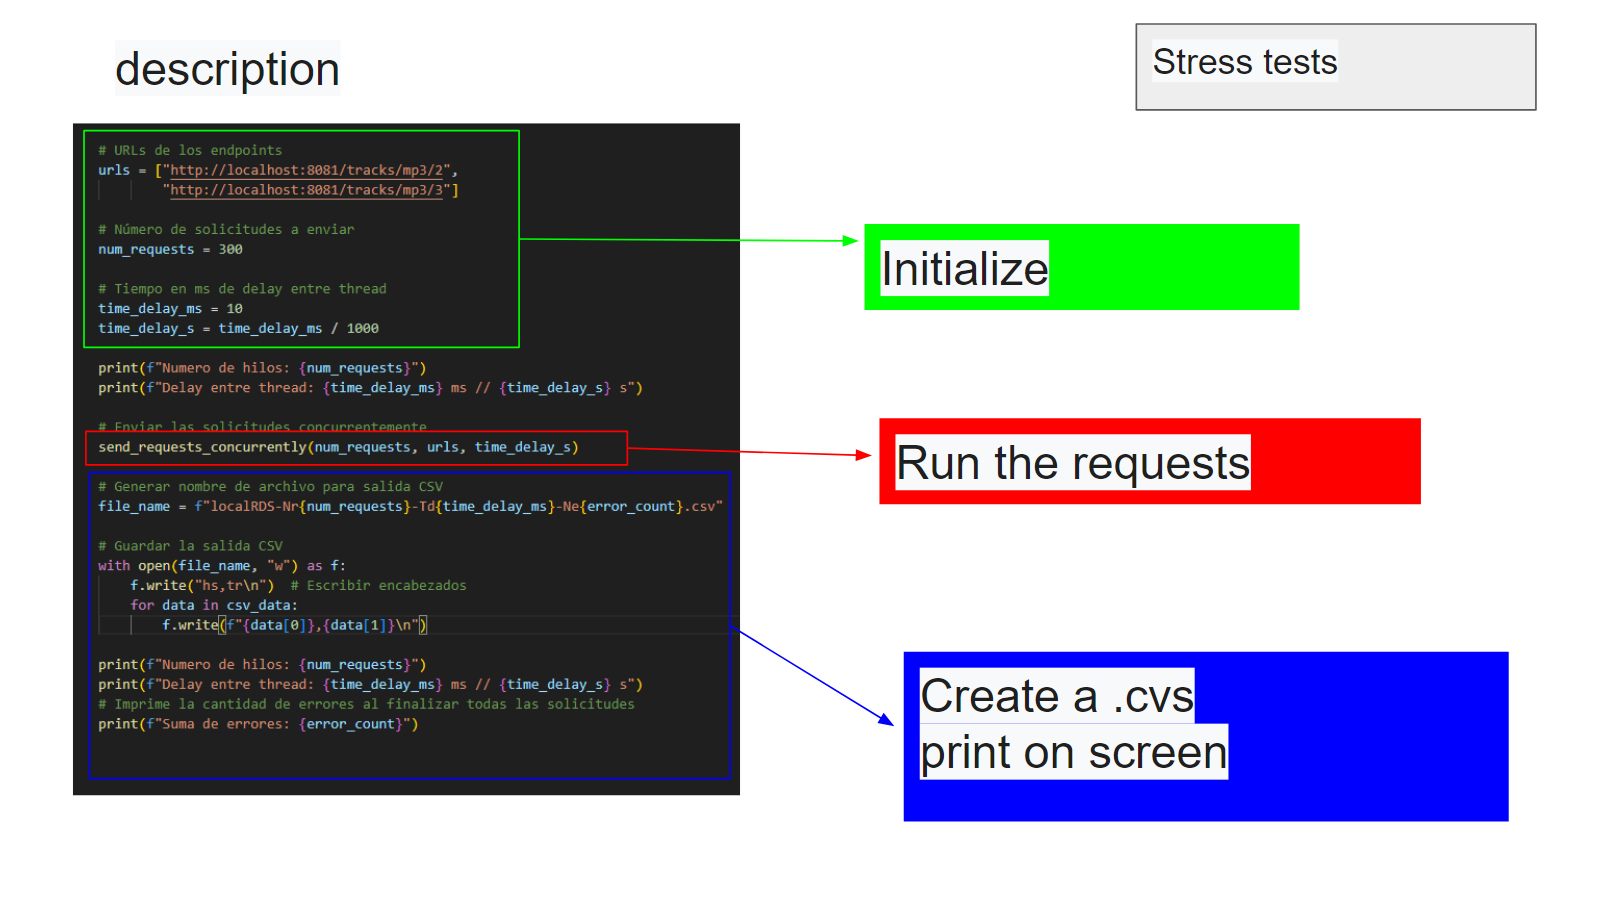 description
Stress tests
# URLs de los endpoints
urls = ["http://localhost:8081/tracks/mp3/2",
"http://localhost:8081/tracks/mp3/3"]
# Número de solicitudes a enviar
num_requests = 300
# Tiempo en ms de delay entre thread
time_delay_ms = 10
time_delay_s = time_delay_ms / 1000
print(f"Numero de hilos: {num_requests}")
print(f"Delay entre thread: {time_delay_ms} ms // {time_delay_s} s")
# Enviar las solicitudes concurrentemente
send_requests_concurrently(num_requests, urls, time_delay_s)
# Generar nombre de archivo para salida CSV
file_name = f"localRDS-Nr{num_requests}-Td{time_delay_ms}-Ne{error_count}.csv"
# Guardar la salida CSV
with open(file_name, "w") as f:
f.write("hs,tr\n")  # Escribir encabezados
for data in csv_data:
f.write(f"{data[0]},{data[1]}\n")
print(f"Numero de hilos: {num_requests}")
print(f"Delay entre thread: {time_delay_ms} ms // {time_delay_s} s")
# Imprime la cantidad de errores al finalizar todas las solicitudes
print(f"Suma de errores: {error_count}")
Initialize
Run the requests
Create a .cvs
print on screen